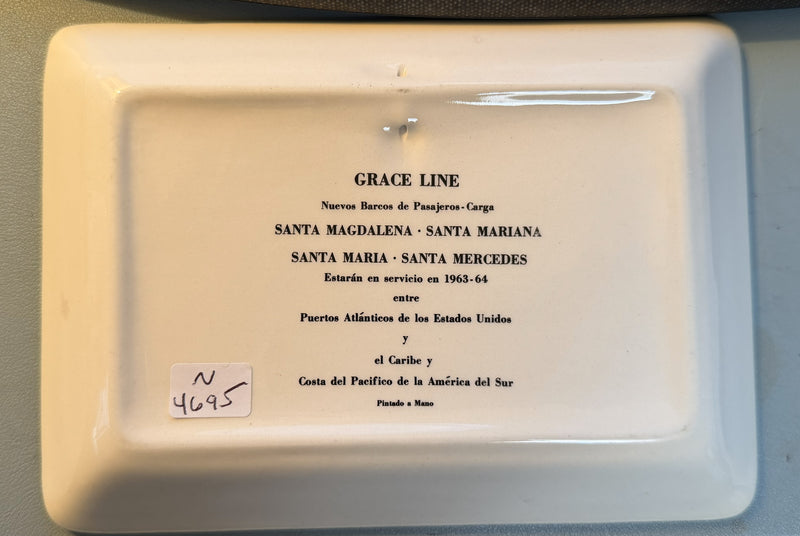 GRACE LINE
Nuevos Barcos de Pasajeros-Carga
SANTA MAGDALENA · SANTA MARIANA
SANTA MARIA · SANTA MERCEDES
Estarán en servicio en 1963-64
entre
Puertos Atlánticos de los Estados Unidos
y
el Caribe y
Costa del Pacifico de la América del Sur
Pintado a Mano
N
4695